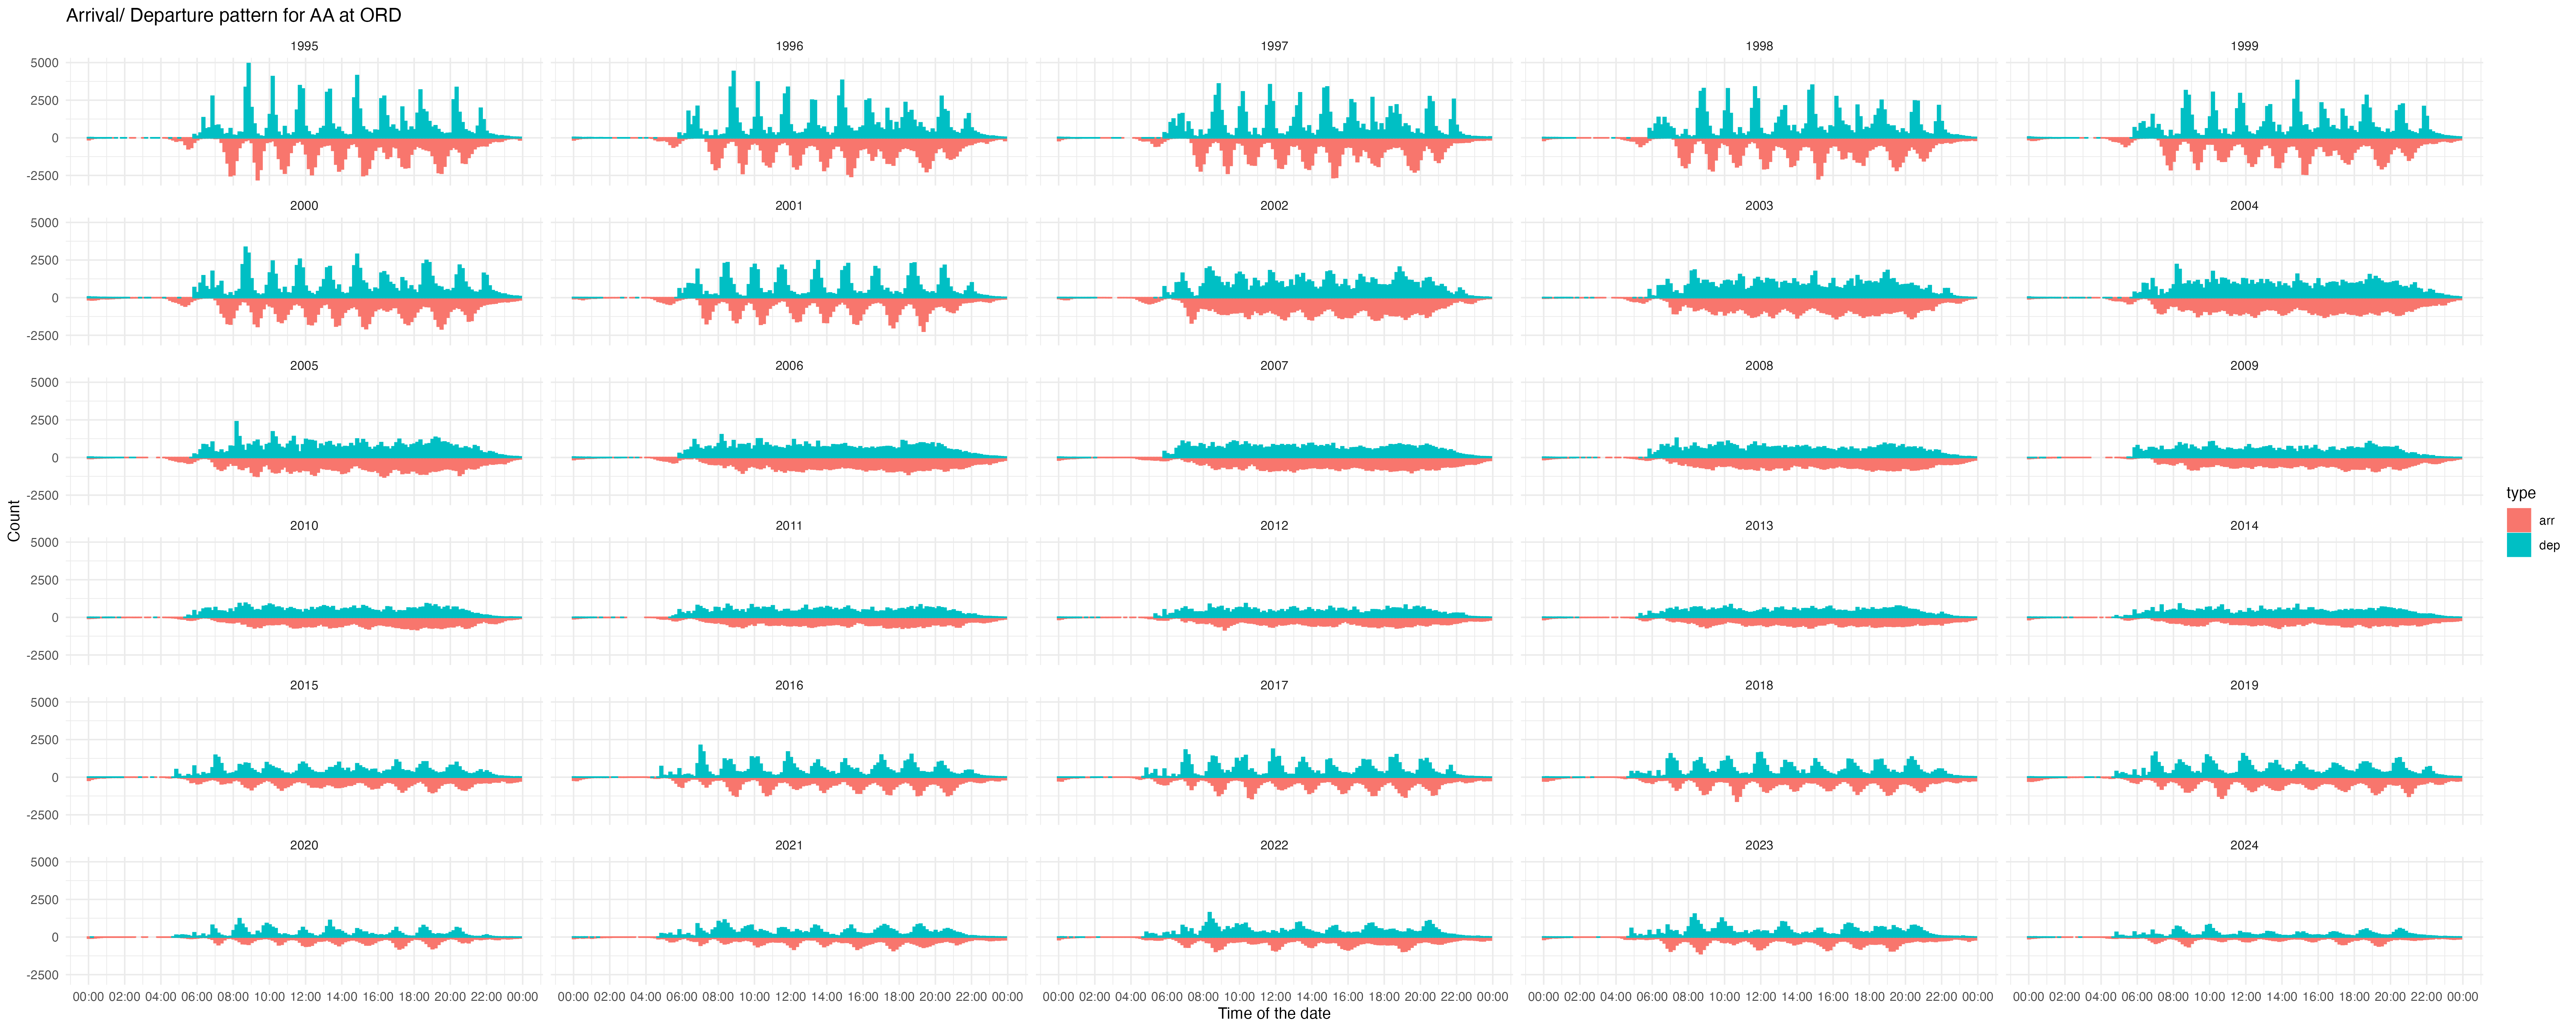 Arrival/ Departure pattern for AA at ORD
1995 1996 1997 1998 1999
5000
2500
0
-2500
2000 2001 2002 2003 2004
5000
2500
0
-2500
2005 2006 2007 2008 2009
5000
2500
0
-2500
2010 2011 2012 2013 2014
5000
2500
0
-2500
2015 2016 2017 2018 2019
5000
2500
0
-2500
2020 2021 2022 2023 2024
5000
2500
0
-2500
00:00 02:00 04:00 06:00 08:00 10:00 12:00 14:00 16:00 18:00 20:00 22:00 00:00 00:00 02:00 04:00 06:00 08:00 10:00 12:00 14:00 16:00 18:00 20:00 22:00 00:00 00:00 02:00 04:00 06:00 08:00 10:00 12:00 14:00 16:00 18:00 20:00 22:00 00:00 00:00 02:00 04:00 06:00 08:00 10:00 12:00 14:00 16:00 18:00 20:00 22:00 00:00 00:00 02:00 04:00 06:00 08:00 10:00 12:00 14:00 16:00 18:00 20:00 22:00 00:00
Time of the date
Count
type
arr
dep